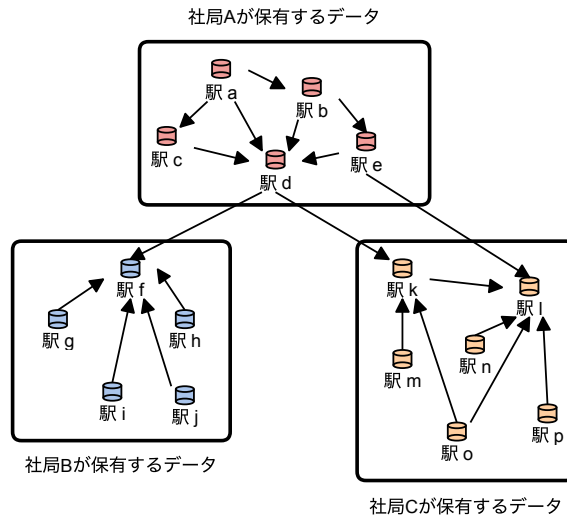 社局Aが保有するデータ
駅 a
駅 b
駅 c
駅 d
駅 e
駅 f
駅 g
駅 h
駅 i
駅 j
社局Bが保有するデータ
駅 k
駅 l
駅 m
駅 n
駅 o
駅 p
社局Cが保有するデータ